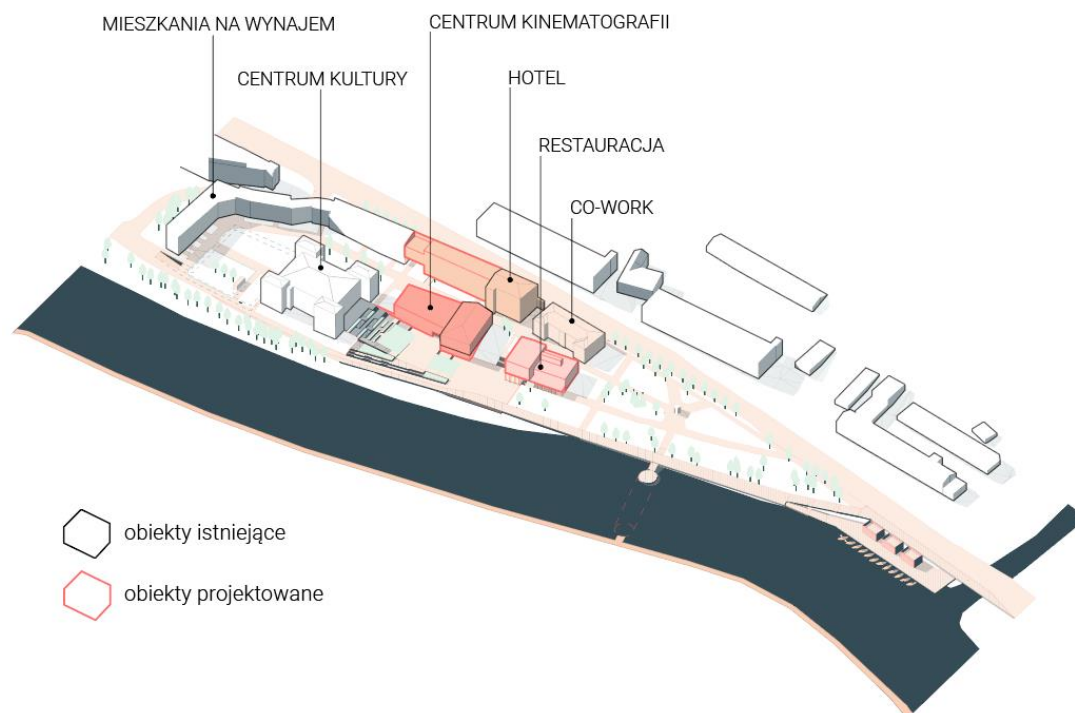 MIESZKANIA NA WYNAJEM
CENTRUM KINEMATOGRAFII
CENTRUM KULTURY
HOTEL
RESTAURACJA
CO-WORK
obiekty istniejące
obiekty projektowane